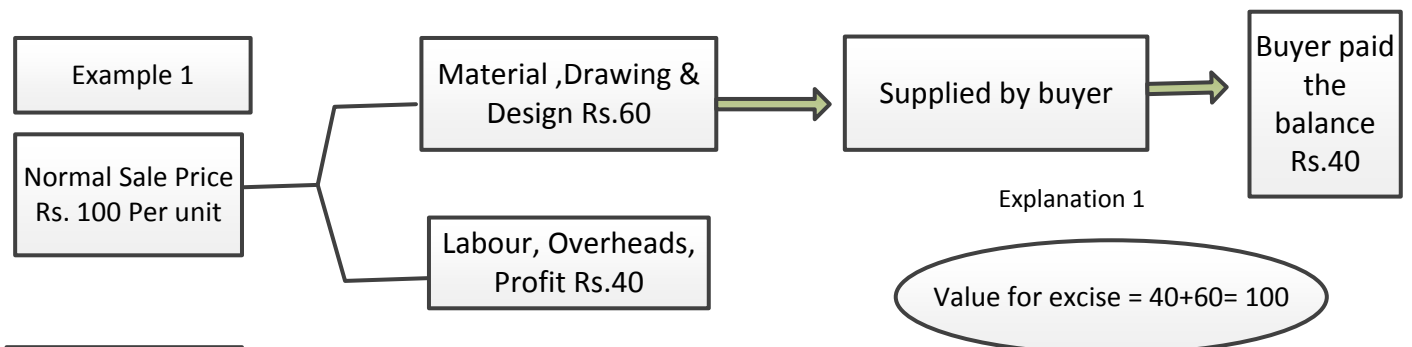 Example 1
Normal Sale Price
Rs. 100 Per unit
Material ,Drawing &
Design Rs.60
Labour, Overheads,
Profit Rs.40
Supplied by buyer
Buyer paid
the
balance
Rs.40
Explanation 1
Value for excise = 40+60= 100